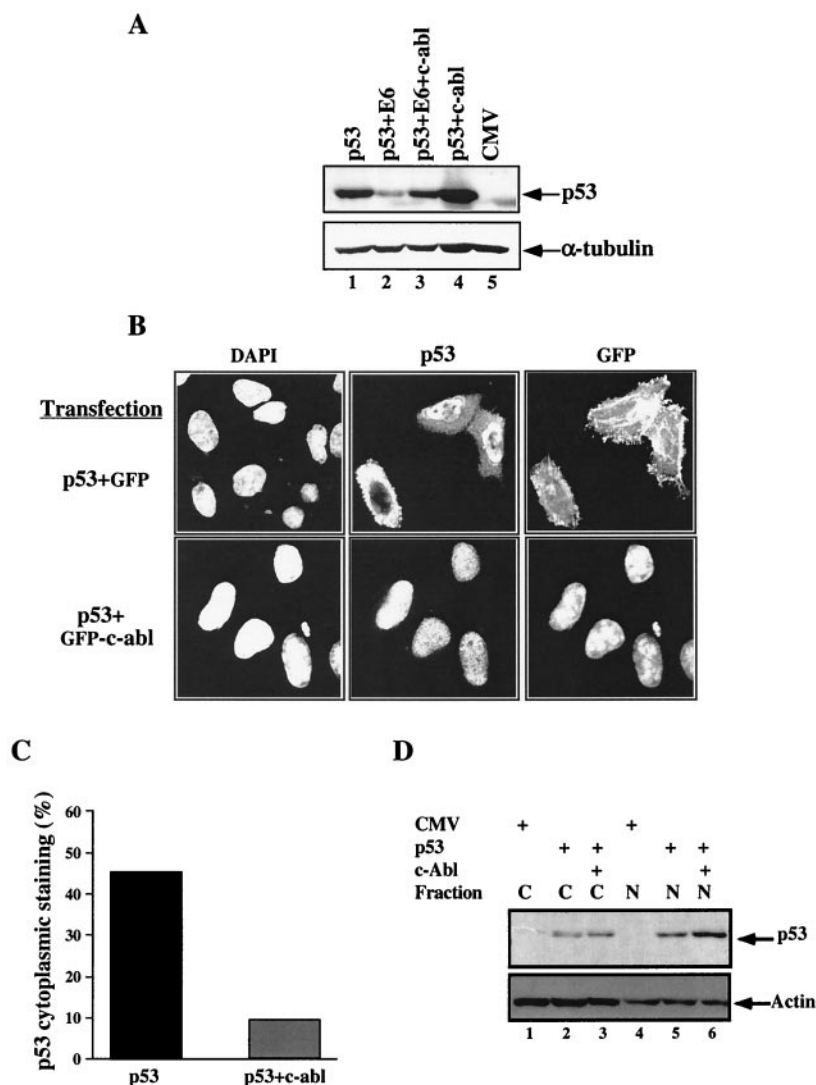 A
p53
p53+E6
p53+E6+c-abl
p53+c-abl
CMV
p53
α-tubulin
1 2 3 4 5
B
DAPI p53 GFP
Transfection
p53+GFP
p53+
GFP-c-abl
C
p53 cytoplasmic staining (%)
60
50
40
30
20
10
0
p53 p53+c-abl
D
CMV + +
p53 + + + +
c-Abl + +
Fraction C C C N N N
p53
Actin
1 2 3 4 5 6